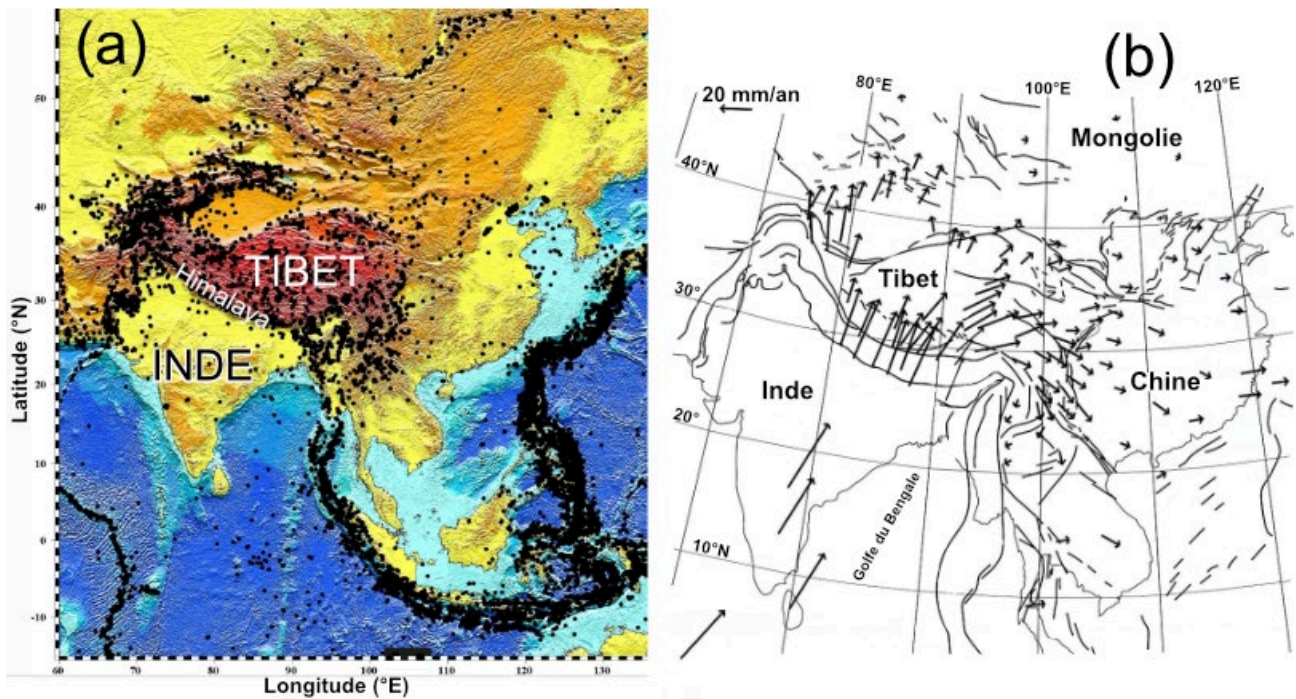 (a)
50
40
30
20
10
0
-10
Latitude (°N)
TIBET
Himalaya
INDE
60
70
80
90
100
110
120
130
Longitude (°E)
(b)
20 mm/an
80°E
100°E
120°E
Mongolie
40°N
Tibet
30°
Inde
Chine
20°
Golfe du Bengale
10°N